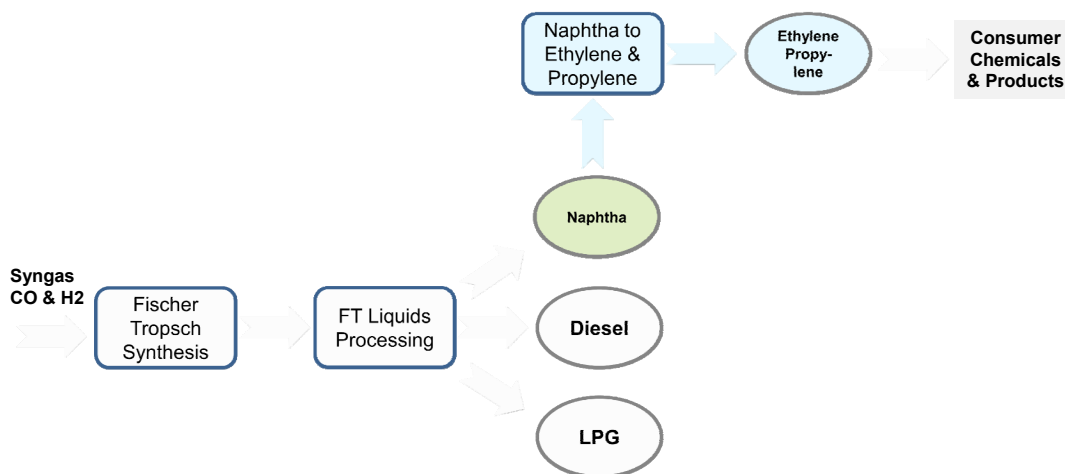 Naphtha to
Ethylene &
Propylene
Ethylene
Propy-
lene
Consumer
Chemicals
& Products
Naphtha
Syngas
CO & H2
Fischer
Tropsch
Synthesis
FT Liquids
Processing
Diesel
LPG